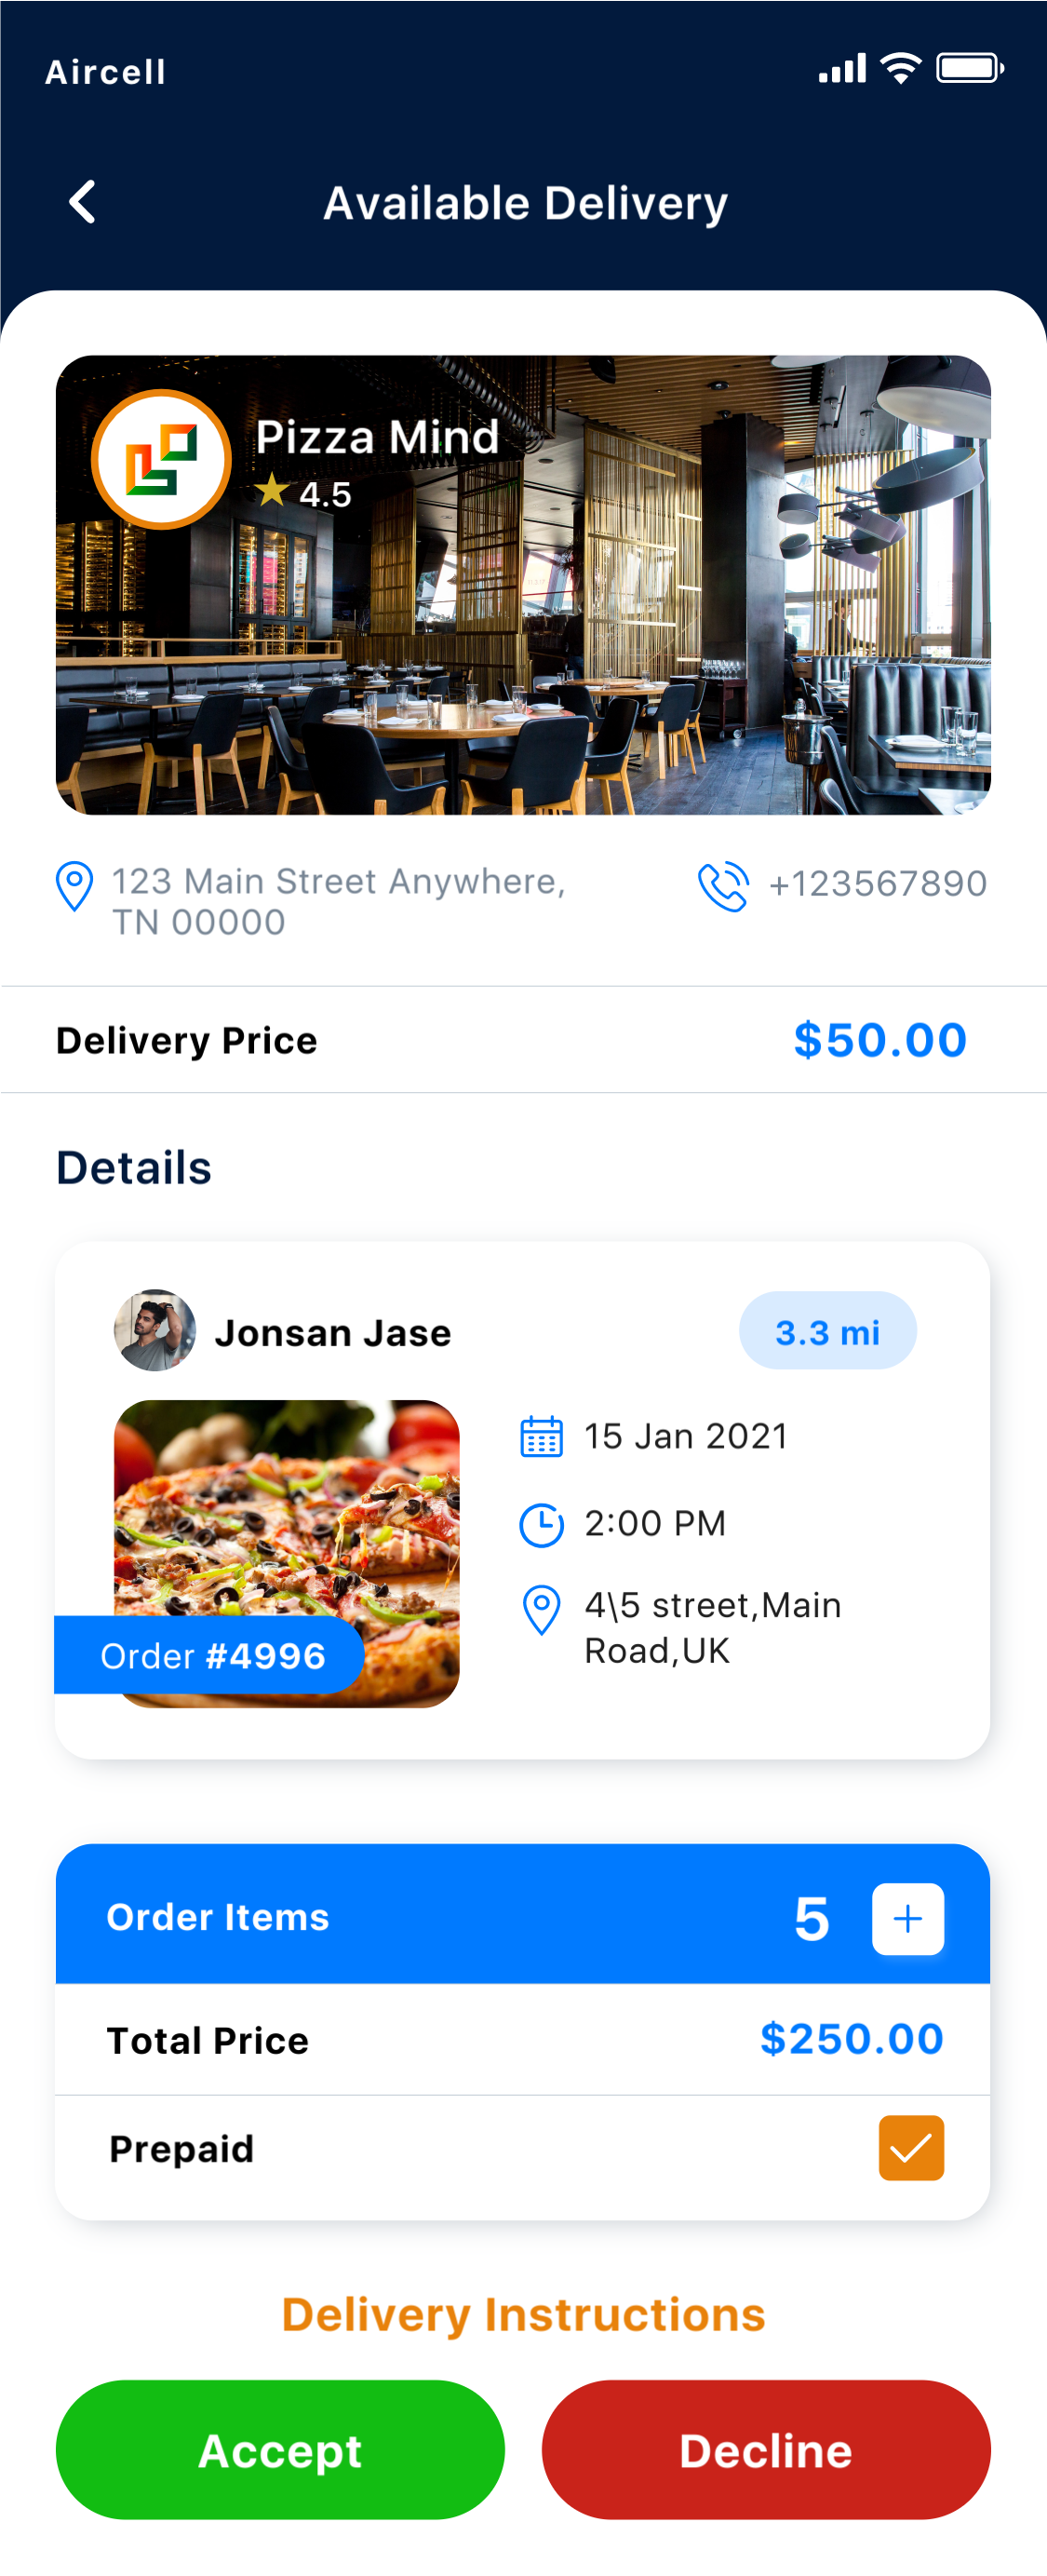 Aircell
Available Delivery
Pizza Mind
4.5
123 Main Street Anywhere,
TN 00000
+123567890
Delivery Price
$50.00
Details
Jonsan Jase
3.3 mi
15 Jan 2021
2:00 PM
4\5 street,Main
Road,UK
Order #4996
Order Items
5
+
Total Price
$250.00
Prepaid
Delivery Instructions
Accept
Decline